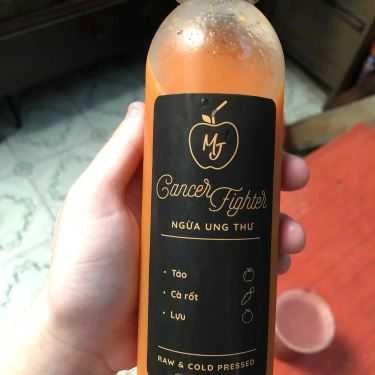 MJ
Cancer Fighter
NGỪA UNG THƯ
• Táo
• Cà rốt
• Lựu
RAW & COLD PRESSED